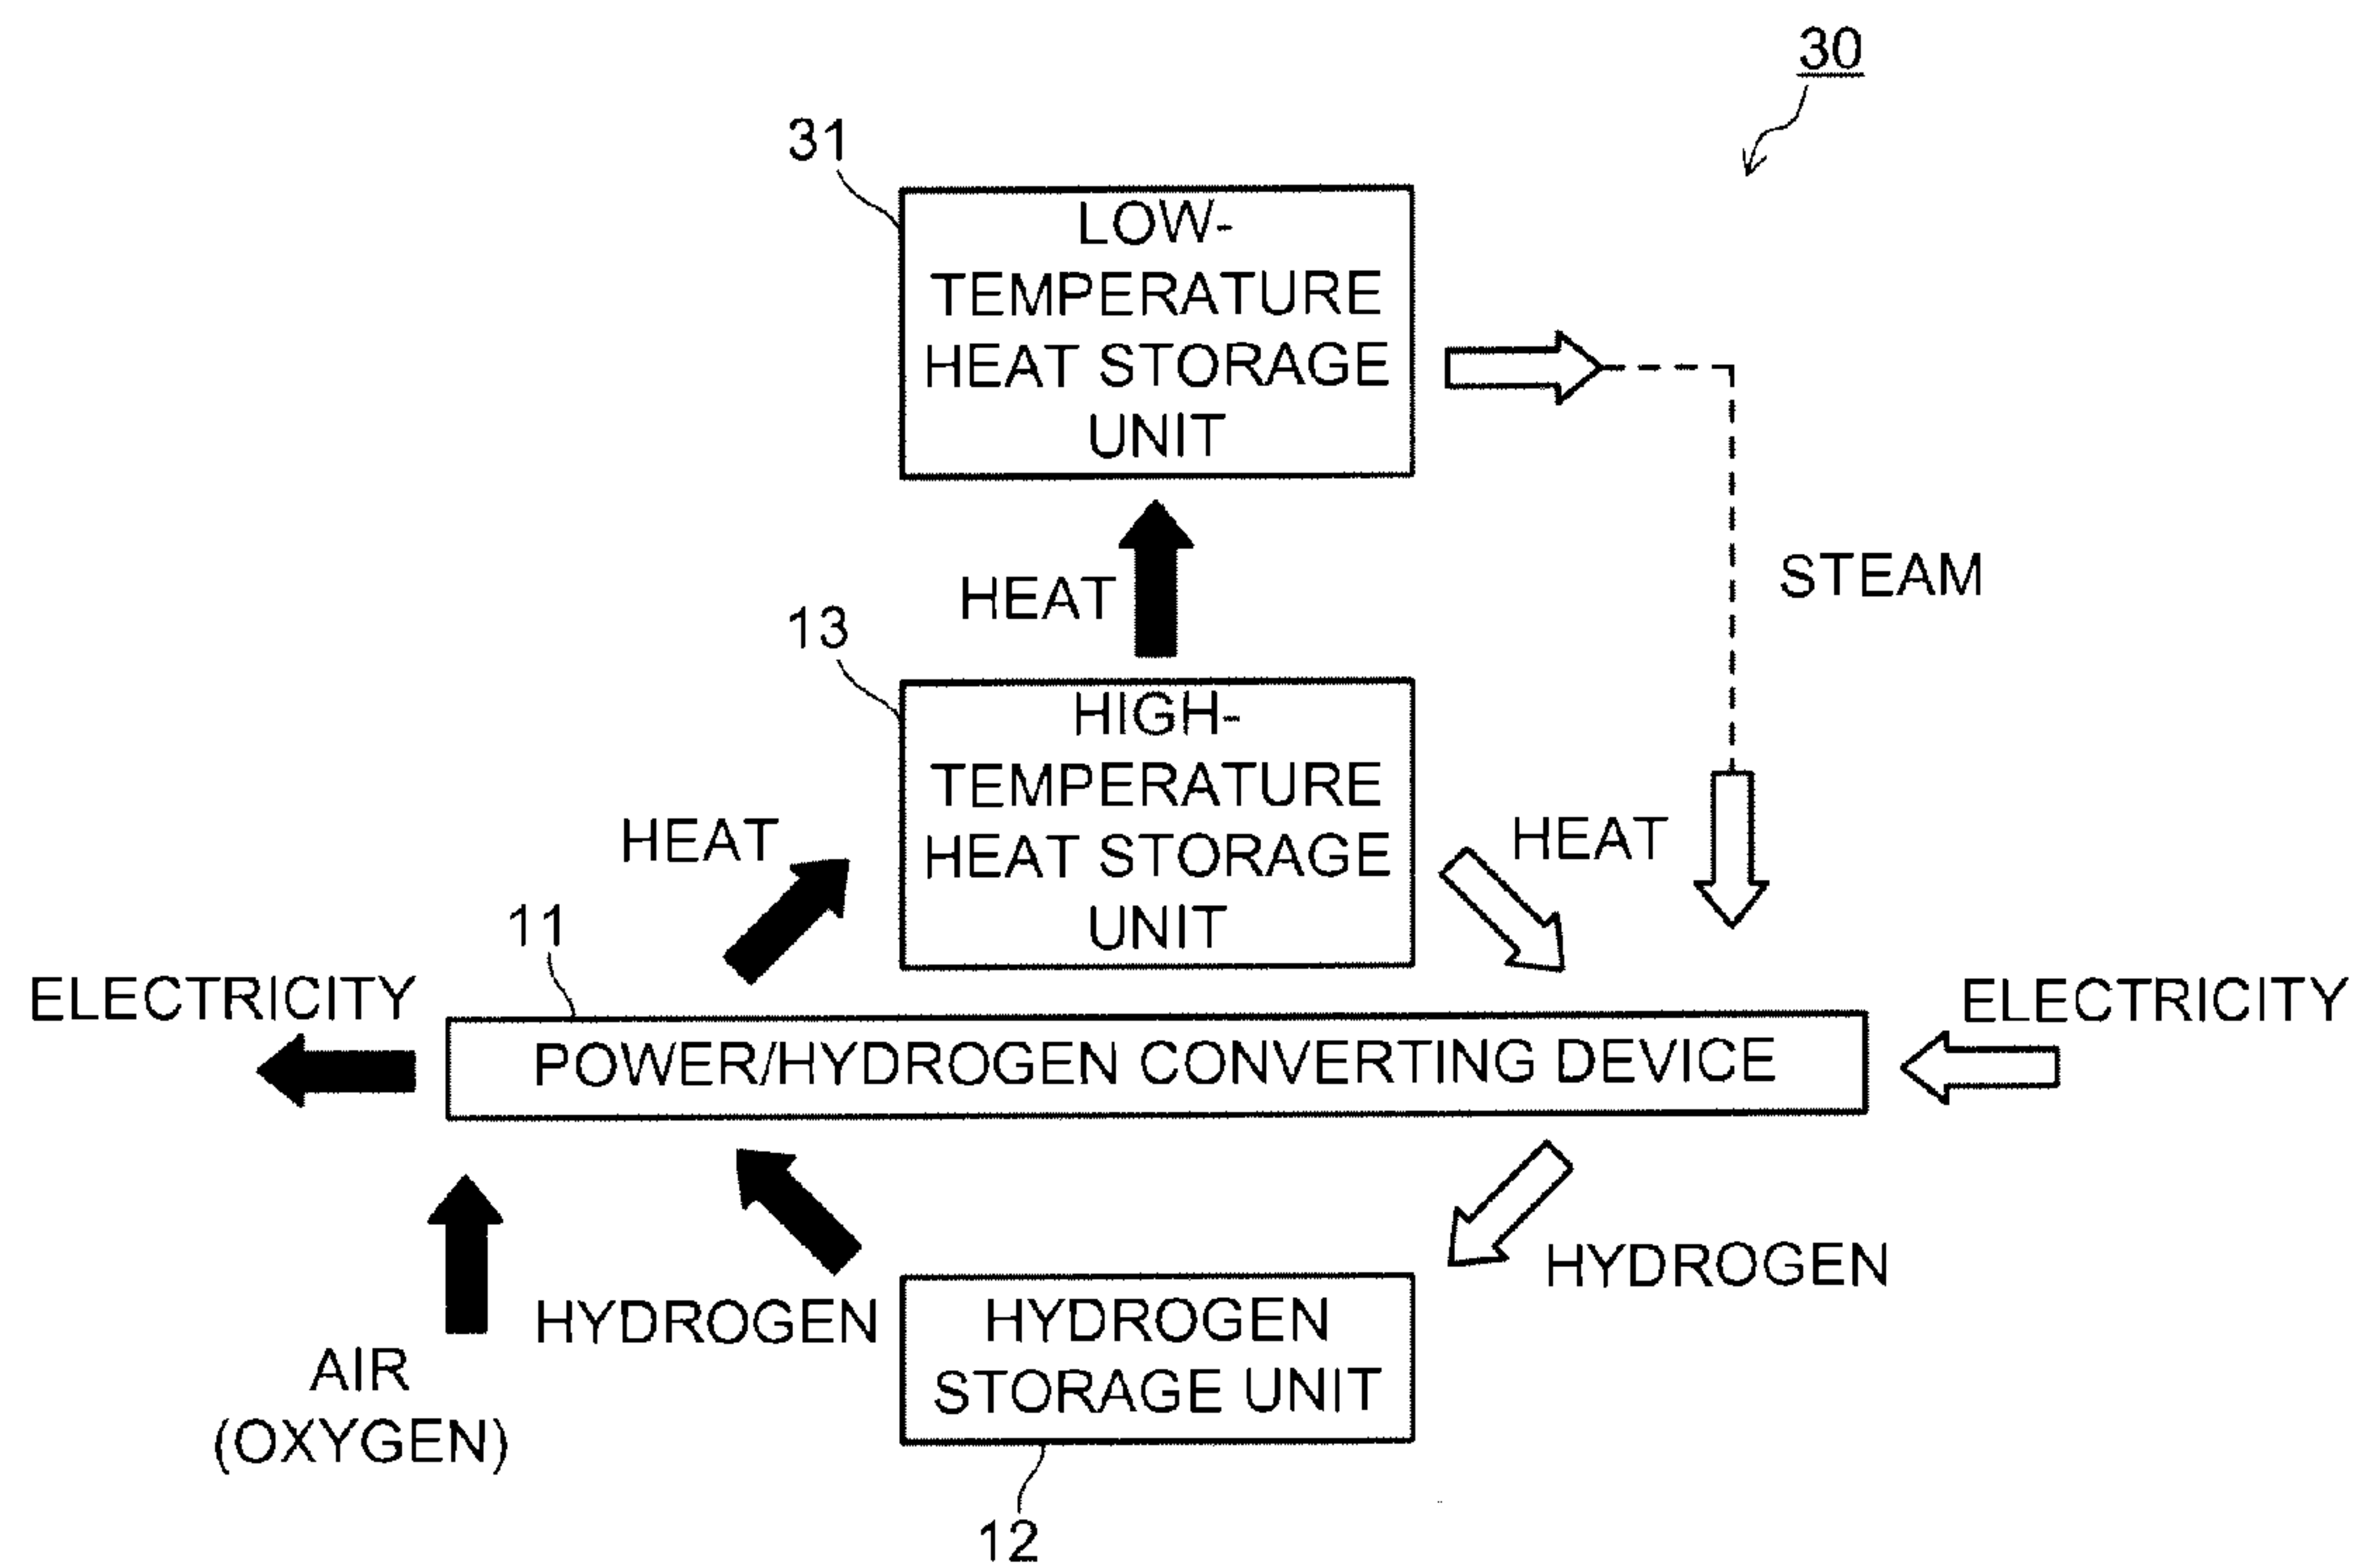 30
31
LOW-
TEMPERATURE
HEAT STORAGE
UNIT
STEAM
HEAT
13
HIGH-
TEMPERATURE
HEAT STORAGE
UNIT
HEAT
HEAT
11
ELECTRICITY
ELECTRICITY
POWER/HYDROGEN CONVERTING DEVICE
HYDROGEN
HYDROGEN
HYDROGEN
STORAGE UNIT
AIR
(OXYGEN)
12